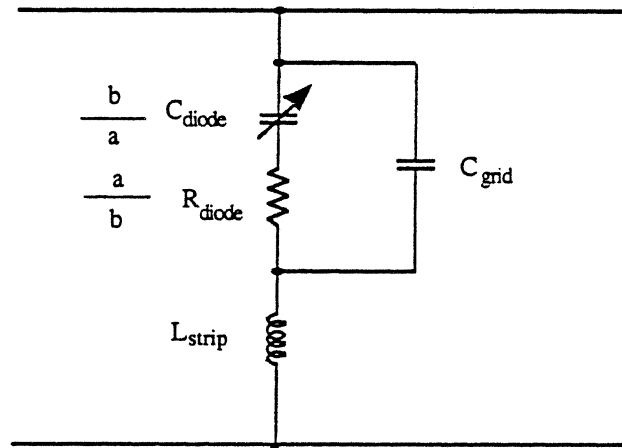 b
a
C_diode
a
b
R_diode
C_grid
L_strip